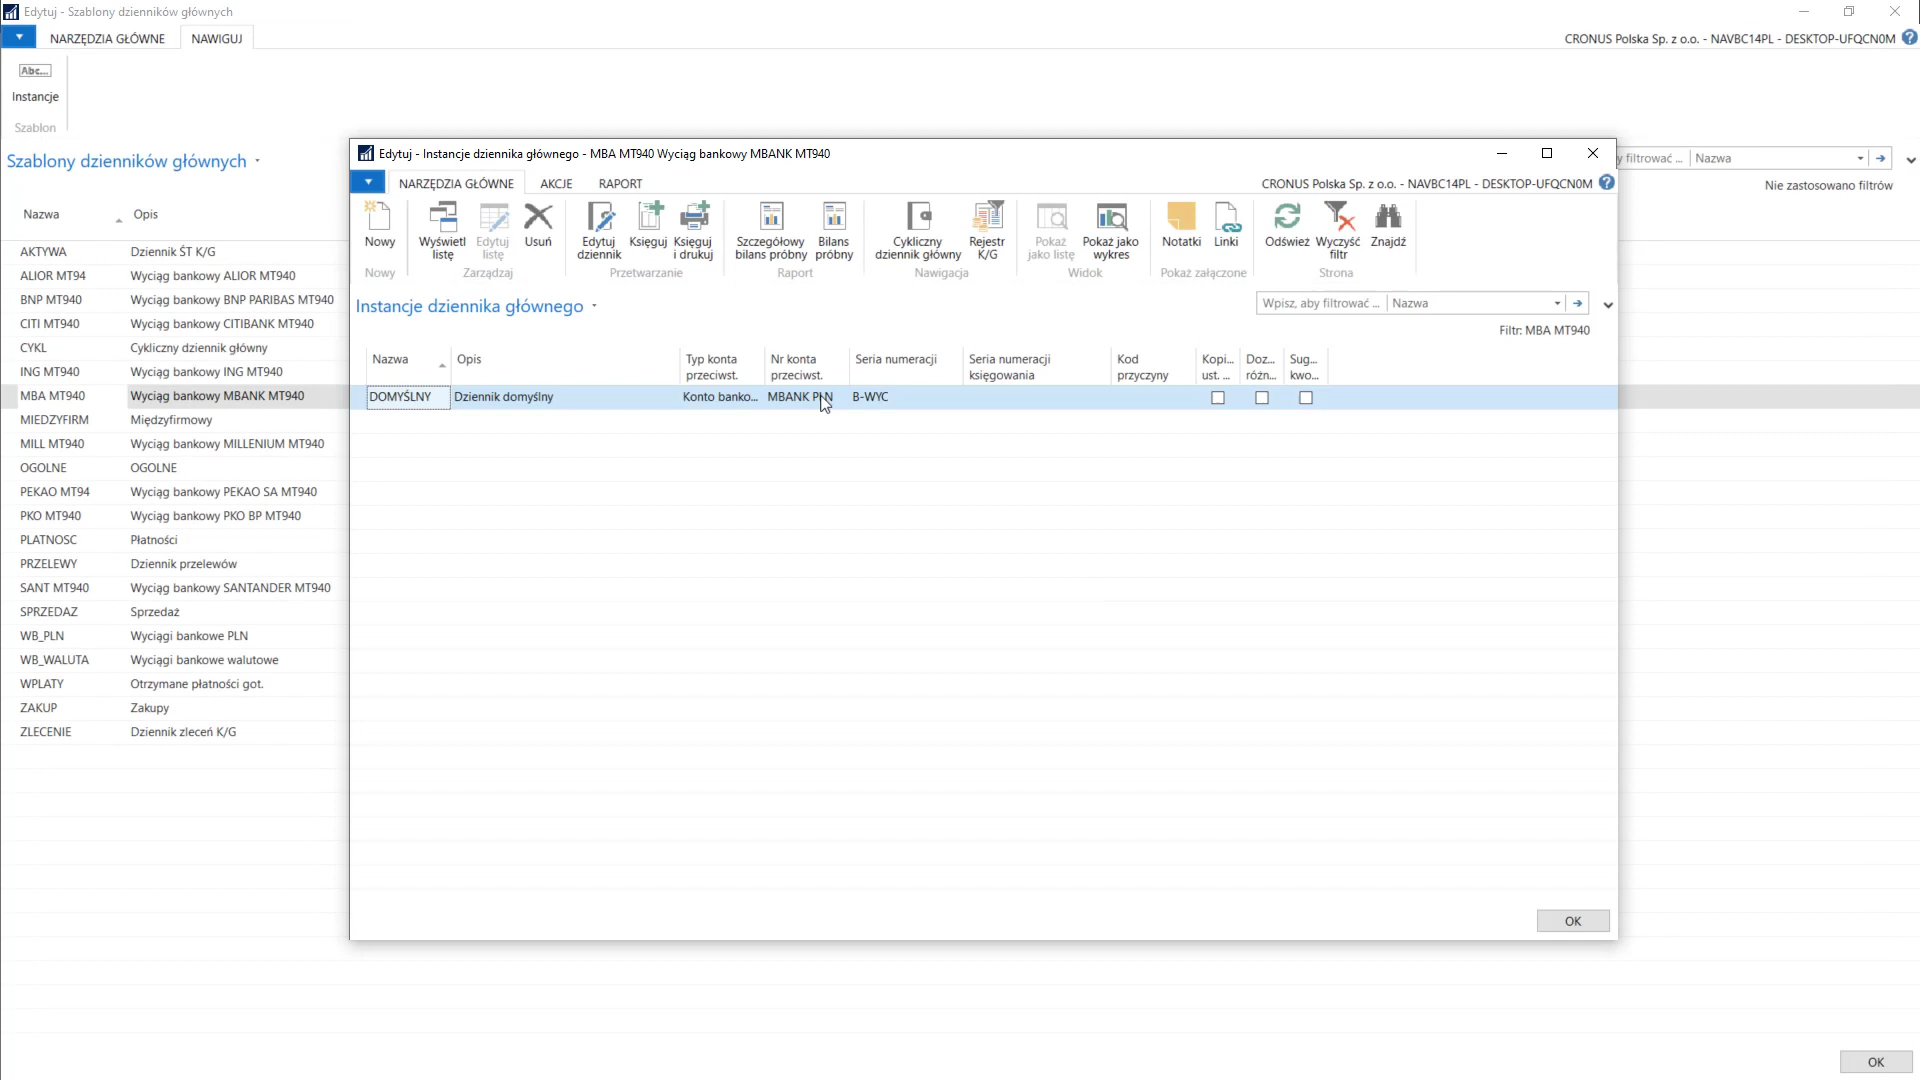 Edytuj - Szablony dzienników głównych
NARZĘDZIA GŁÓWNE
NAWIGUJ
CRONUS Polska Sp. z o.o. - NAVBC14PL - DESKTOP-UFQCN0M
Abc...
Instancje
Szablon
Szablony dzienników głównych
y filtrować ...
Nazwa
Nie zastosowano filtrów
Nazwa
Opis
AKTYWA Dziennik ŚT K/G
ALIOR MT94 Wyciąg bankowy ALIOR MT940
BNP MT940 Wyciąg bankowy BNP PARIBAS MT940
CITI MT940 Wyciąg bankowy CITIBANK MT940
CYKL Cykliczny dziennik główny
ING MT940 Wyciąg bankowy ING MT940
MBA MT940 Wyciąg bankowy MBANK MT940
MIEDZYFIRM Międzyfirmowy
MILL MT940 Wyciąg bankowy MILLENIUM MT940
OGOLNE OGOLNE
PEKAO MT94 Wyciąg bankowy PEKAO SA MT940
PKO MT940 Wyciąg bankowy PKO BP MT940
PLATNOSC Płatności
PRZELEWY Dziennik przelewów
SANT MT940 Wyciąg bankowy SANTANDER MT940
SPRZEDAZ Sprzedaż
WB_PLN Wyciągi bankowe PLN
WB_WALUTA Wyciągi bankowe walutowe
WPLATY Otrzymane płatności got.
ZAKUP Zakupy
ZLECENIE Dziennik zleceń K/G
Edytuj - Instancje dziennika głównego - MBA MT940 Wyciąg bankowy MBANK MT940
NARZĘDZIA GŁÓWNE
AKCJE
RAPORT
CRONUS Polska Sp. z o.o. - NAVBC14PL - DESKTOP-UFQCN0M
Nowy
Nowy
Wyświetl
listę
Edytuj
listę
Usuń
Zarządzaj
Edytuj
dziennik
Księguj
Księguj
i drukuj
Przetwarzanie
Szczegółowy
bilans próbny
Bilans
próbny
Raport
Cykliczny
dziennik główny
Rejestr
K/G
Nawigacja
Pokaż
jako listę
Pokaż jako
wykres
Widok
Notatki
Linki
Pokaż załączone
Odśwież
Wyczyść
filtr
Znajdź
Strona
Instancje dziennika głównego
Wpisz, aby filtrować ...
Nazwa
Filtr: MBA MT940
Nazwa
Opis
Typ konta
przeciwst.
Nr konta
przeciwst.
Seria numeracji
Seria numeracji
księgowania
Kod
przyczyny
Kopi...
ust. ...
Doz...
różn...
Sug...
kwo...
DOMYŚLNY Dziennik domyślny Konto banko... MBANK PLN B-WYC
OK
OK